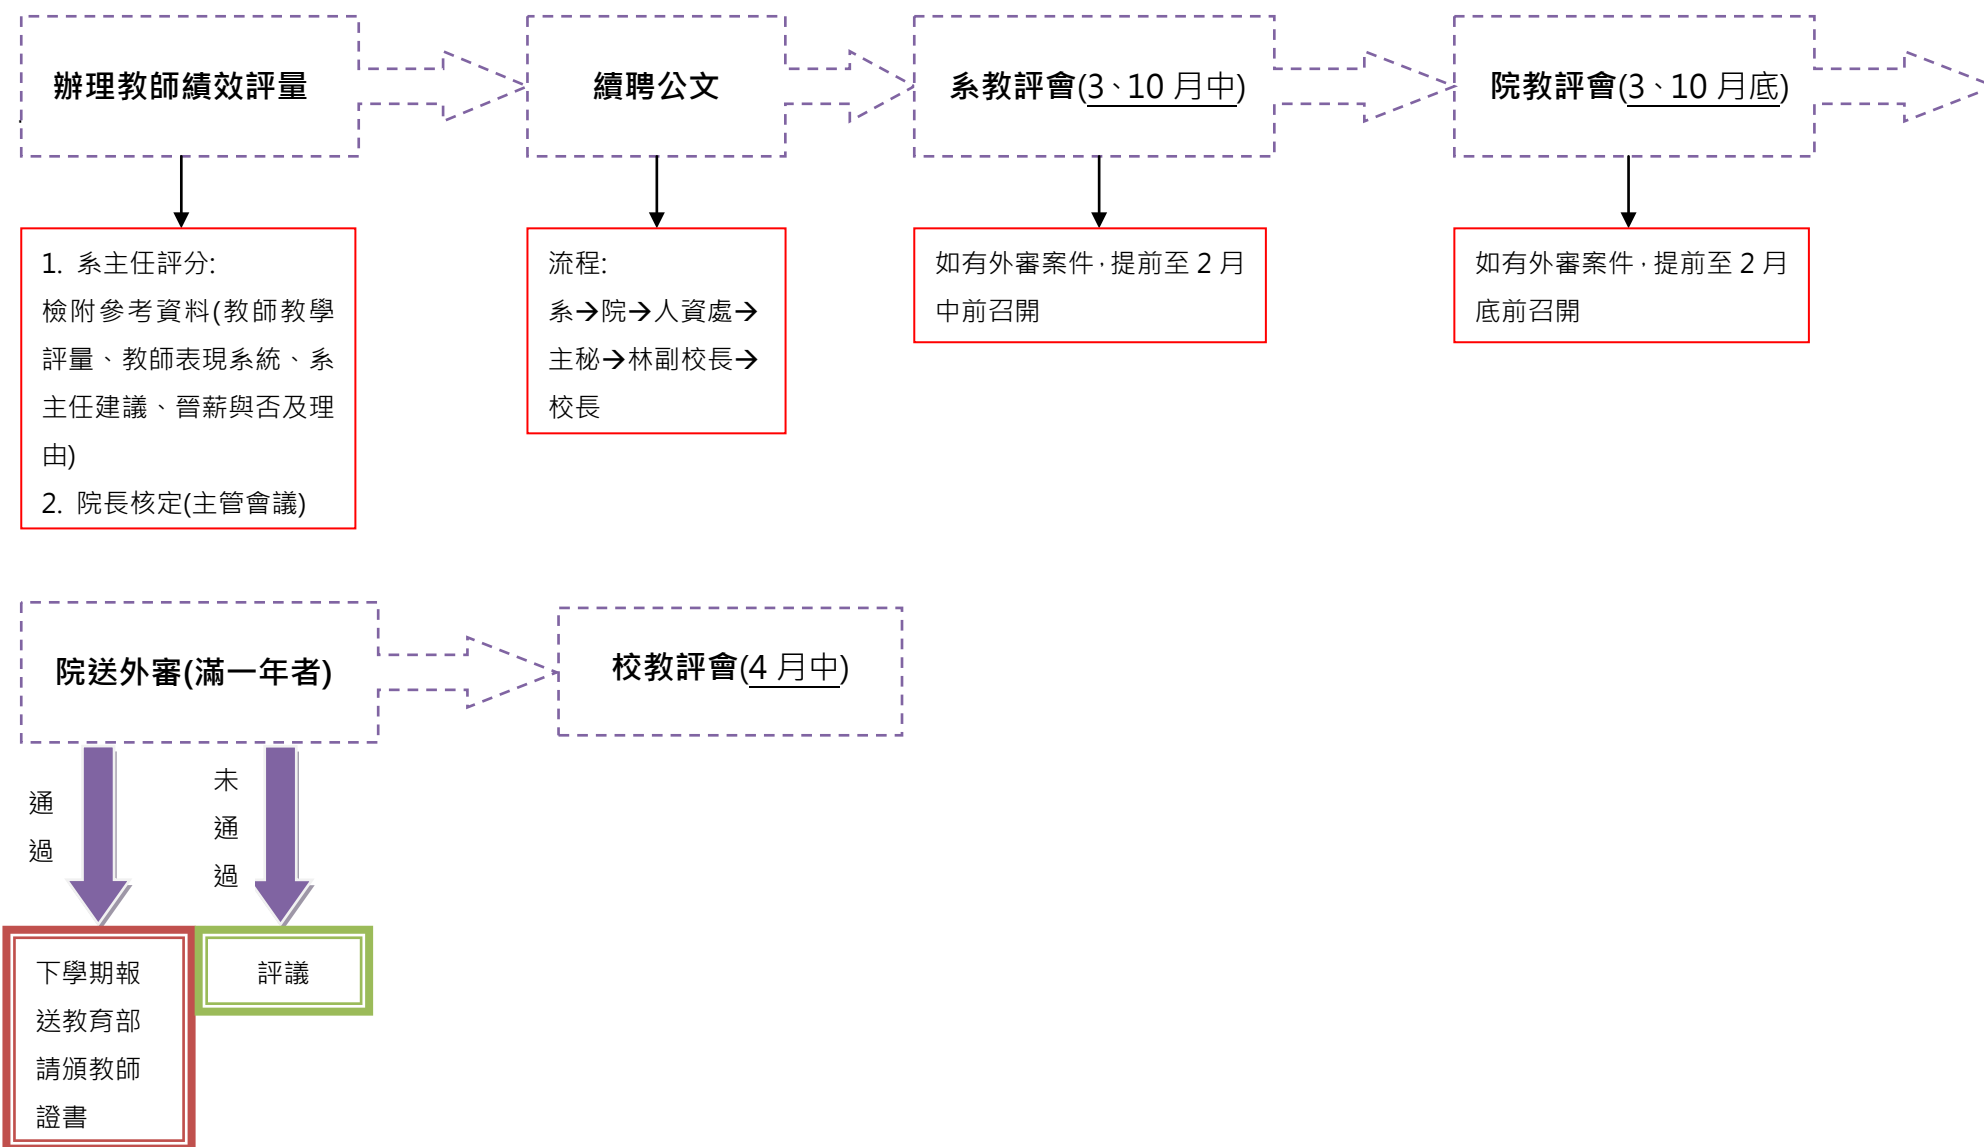 辦理教師績效評量
續聘公文
系教評會(3、10 月中)
院教評會(3、10 月底)
1. 系主任評分:
檢附參考資料(教師教學
評量、教師表現系統、系
主任建議、晉薪與否及理
由)
2. 院長核定(主管會議)
流程:
系→院→人資處→
主秘→林副校長→
校長
如有外審案件，提前至 2 月
中前召開
如有外審案件，提前至 2 月
底前召開
院送外審(滿一年者)
校教評會(4 月中)
通
過
未
通
過
下學期報
送教育部
請頒教師
證書
評議